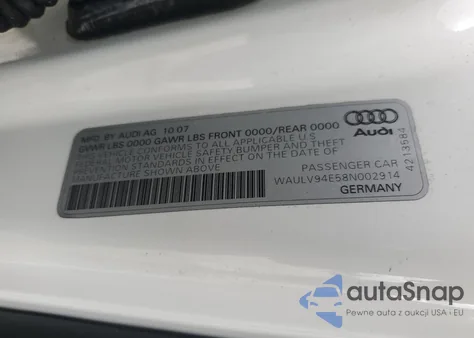 MFD BY AUDI AG 10 07
GVWR LBS 0000 GAWR LBS FRONT 0000/REAR 0000
THIS VEHICLE CONFORMS TO ALL APPLICABLE U.S.
FEDERAL MOTOR VEHICLE SAFETY BUMPER AND THEFT
PREVENTION STANDARDS IN EFFECT ON THE DATE OF
MANUFACTURE SHOWN ABOVE
Audi
4213684
PASSENGER CAR
WAULV94E58N002914
GERMANY
autoSnap
Pewne auta z aukcji USA - EU